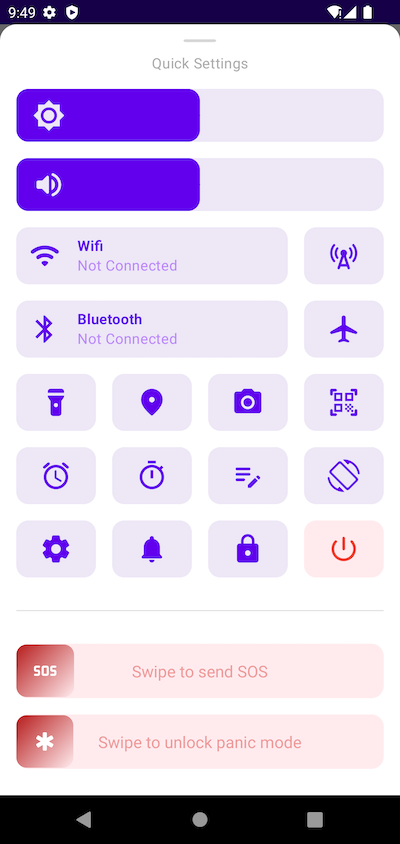 9:49
Quick Settings
Wifi
Not Connected
Bluetooth
Not Connected
SOS
Swipe to send SOS
Swipe to unlock panic mode